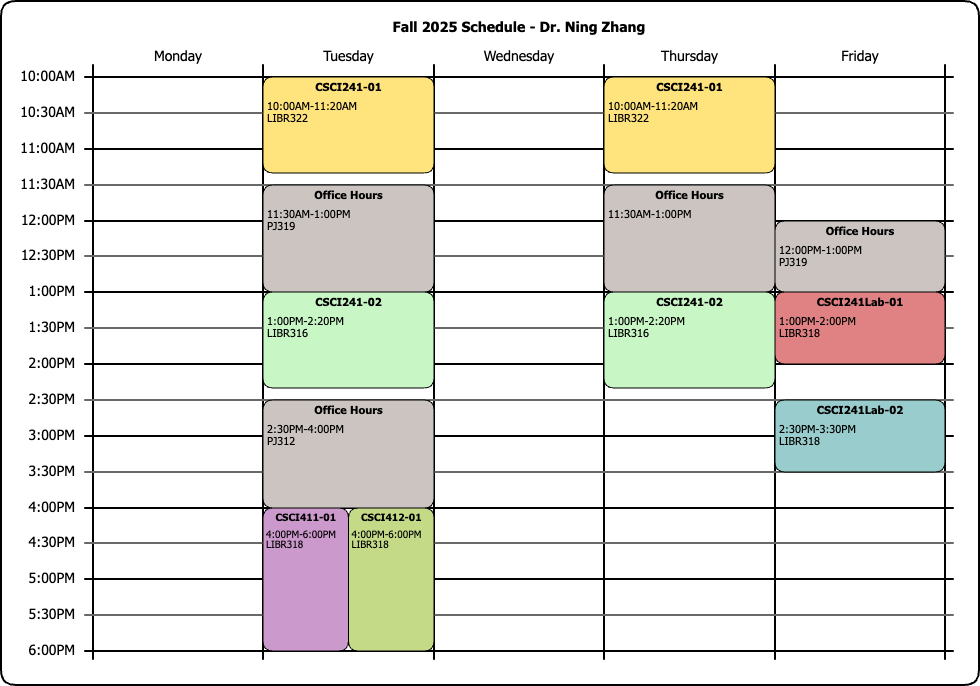 Fall 2025 Schedule - Dr. Ning Zhang
Monday
Tuesday
Wednesday
Thursday
Friday
10:00AM
10:30AM
11:00AM
11:30AM
12:00PM
12:30PM
1:00PM
1:30PM
2:00PM
2:30PM
3:00PM
3:30PM
4:00PM
4:30PM
5:00PM
5:30PM
6:00PM
CSCI241-01
10:00AM-11:20AM
LIBR322
Office Hours
11:30AM-1:00PM
PJ319
CSCI241-02
1:00PM-2:20PM
LIBR316
Office Hours
2:30PM-4:00PM
PJ312
CSCI411-01
4:00PM-6:00PM
LIBR318
CSCI412-01
4:00PM-6:00PM
LIBR318
CSCI241-01
10:00AM-11:20AM
LIBR322
Office Hours
11:30AM-1:00PM
CSCI241-02
1:00PM-2:20PM
LIBR316
Office Hours
12:00PM-1:00PM
PJ319
CSCI241Lab-01
1:00PM-2:00PM
LIBR318
CSCI241Lab-02
2:30PM-3:30PM
LIBR318